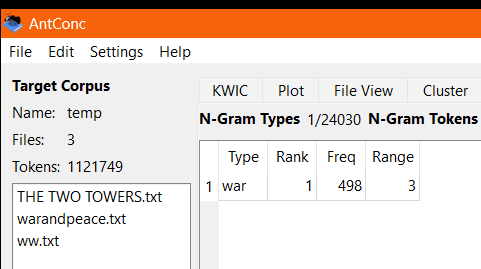 AntConc
File Edit Settings Help
Target Corpus
Name: temp
Files: 3
Tokens: 1121749
THE TWO TOWERS.txt
warandpeace.txt
ww.txt
KWIC Plot File View Cluster
N-Gram Types 1/24030 N-Gram Tokens
Type Rank Freq Range
1 war 1 498 3